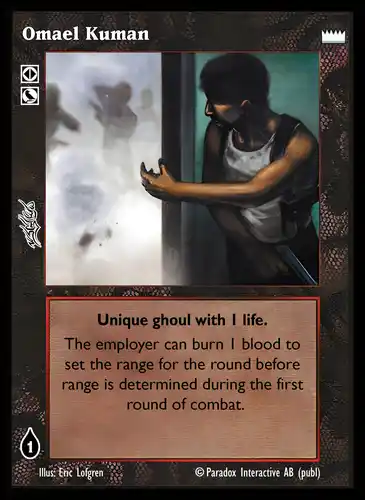 Omael Kuman
Unique ghoul with 1 life.
The employer can burn 1 blood to
set the range for the round before
range is determined during the first
round of combat.
1
Illus: Eric Lofgren
© Paradox Interactive AB (publ)